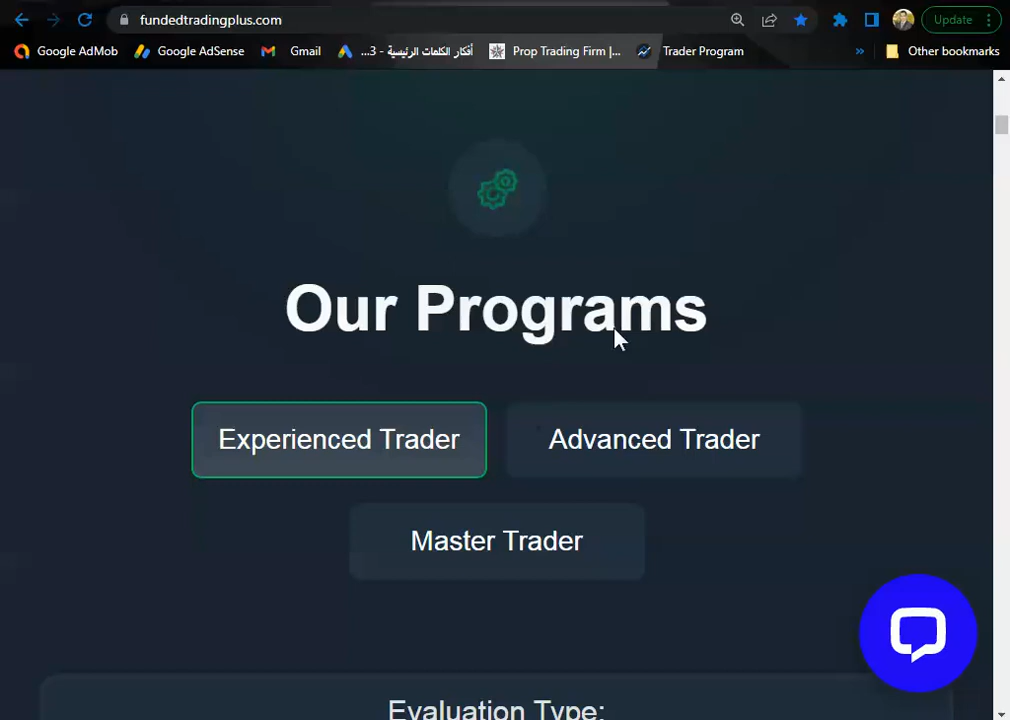 fundedtradingplus.com
Update
Google AdMob
Google AdSense
Gmail
أفكار الكلمات الرئيسية - 3...
Prop Trading Firm |...
Trader Program
»
Other bookmarks
Our Programs
Experienced Trader
Advanced Trader
Master Trader
Evaluation Type: